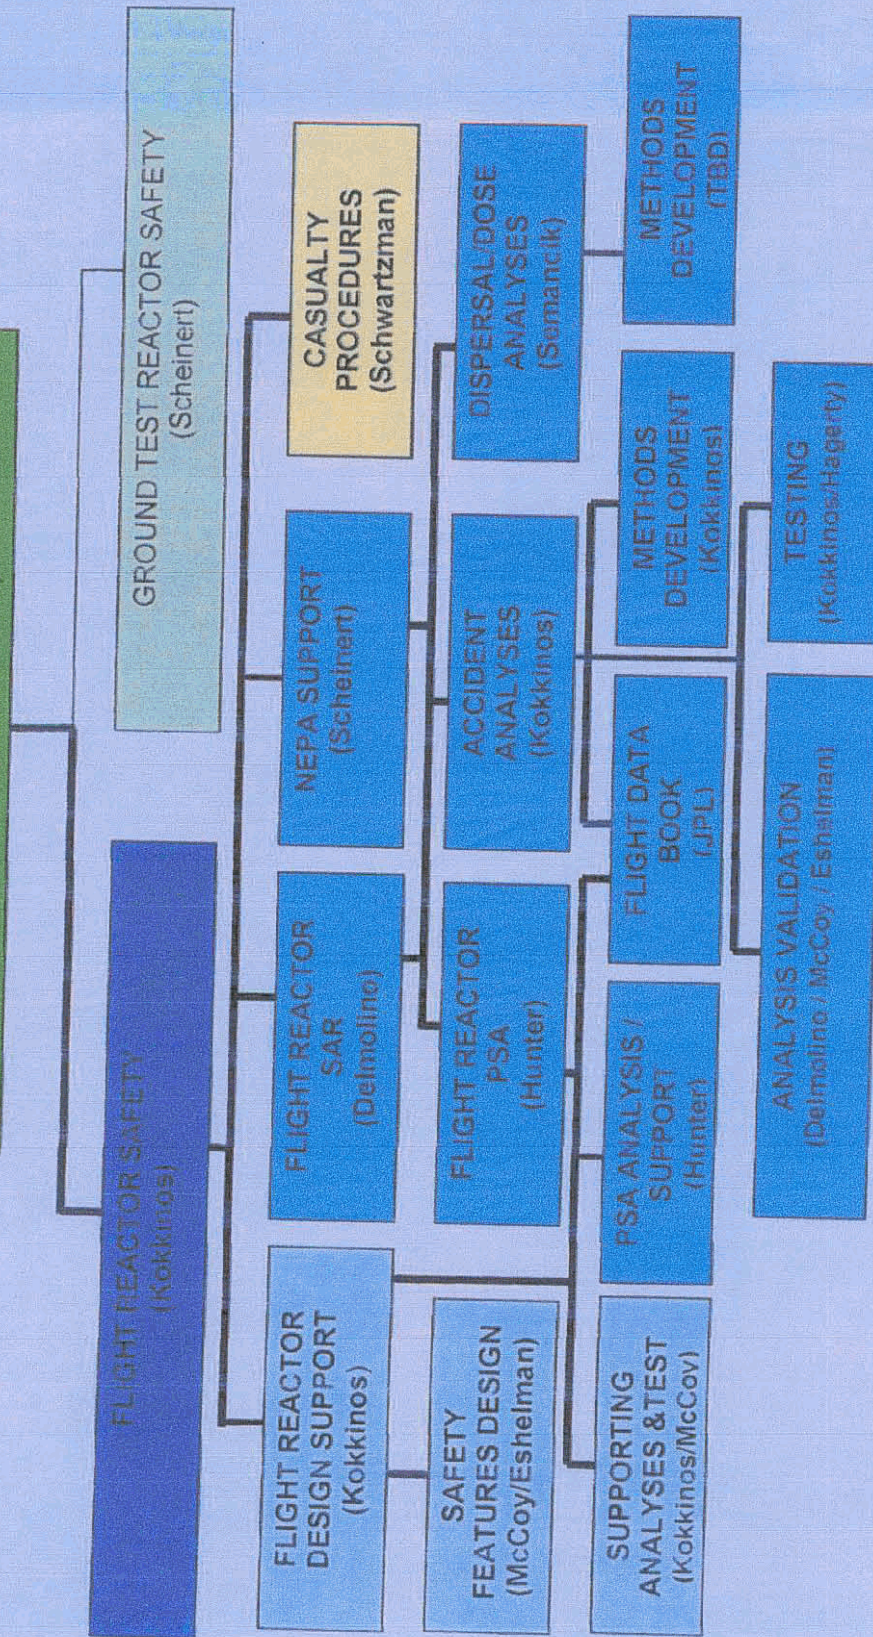 FLIGHT REACTOR SAFETY
(Kokkinos)
GROUND TEST REACTOR SAFETY
(Scheinert)
FLIGHT REACTOR
DESIGN SUPPORT
(Kokkinos)
FLIGHT REACTOR
SAR
(Delmolino)
NEPA SUPPORT
(Scheinert)
CASUALTY
PROCEDURES
(Schwartzman)
SAFETY
FEATURES DESIGN
(McCoy/Eshelman)
FLIGHT REACTOR
PSA
(Hunter)
ACCIDENT
ANALYSES
(Kokkinos)
DISPERSAL/DOSE
ANALYSES
(Semancik)
SUPPORTING
ANALYSES &TEST
(Kokkinos/McCoy)
PSA ANALYSIS /
SUPPORT
(Hunter)
FLIGHT DATA
BOOK
(JPL)
METHODS
DEVELOPMENT
(Kokkinos)
METHODS
DEVELOPMENT
(TBD)
ANALYSIS VALIDATION
(Delmolino / McCoy / Eshelman)
TESTING
(Kokkinos/Hagerty)